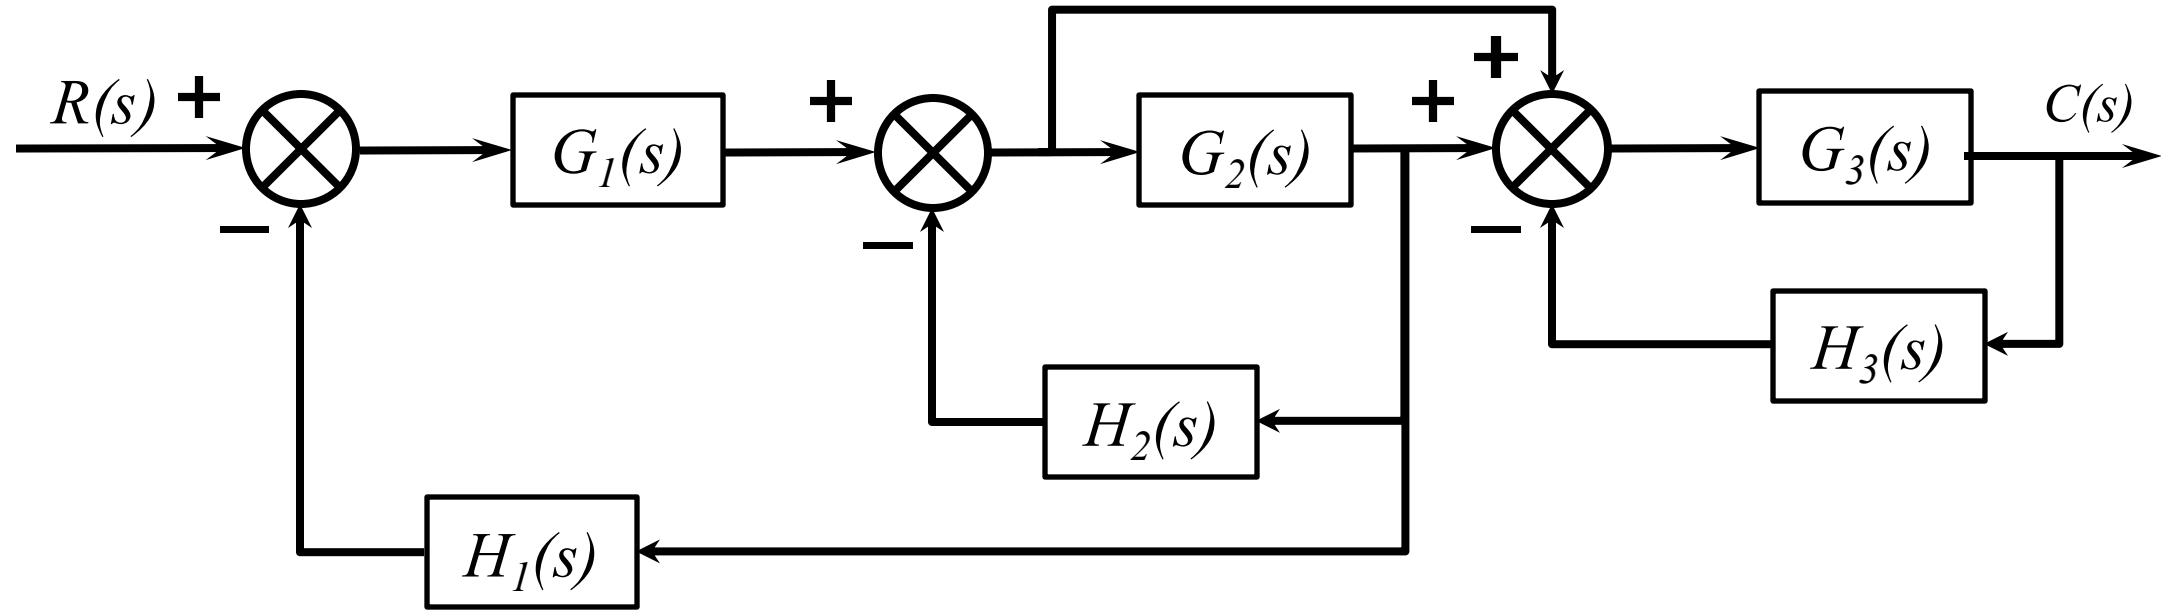 R(s) + + + + C(s)
G₁(s) G₂(s) G₃(s)
− − −
H₃(s)
H₂(s)
H₁(s)